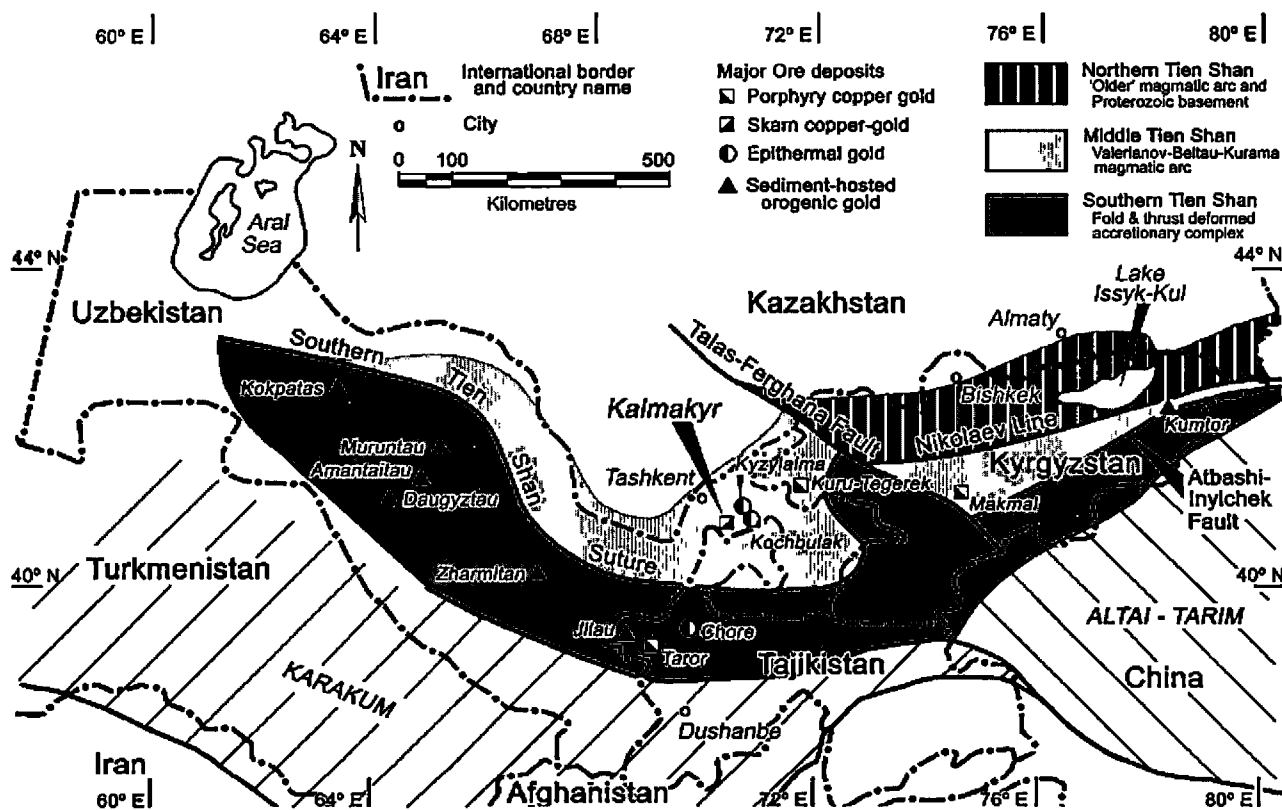 60° E
64° E
68° E
72° E
76° E
80° E
Iran
International border
and country name
City
0 100 500
Kilometres
N
Major Ore deposits
Porphyry copper gold
Skarn copper-gold
Epithermal gold
Sediment-hosted
orogenic gold
Northern Tien Shan
'Older' magmatic arc and
Proterozoic basement
Middle Tien Shan
Valerianov-Beltau-Kurama
magmatic arc
Southern Tien Shan
Fold & thrust deformed
accretionary complex
Aral
Sea
44° N
44° N
Uzbekistan
Kazakhstan
Lake
Issyk-Kul
Almaty
Southern
Tien
Shan
Suture
Talas-Ferghana Fault
Bishkek
Nikolaev Line
Kumtor
Kyrgyzstan
Atbashi-
Inylchek
Fault
Kokpatas
Kalmakyr
Muruntau
Amantaitau
Daugyztau
Tashkent
Kyzylalma
Kuru-Tegerek
Makmal
Kochbulak
Turkmenistan
Zharmitan
40° N
40° N
ALTAI - TARIM
Jilau
Chore
Taror
Tajikistan
China
KARAKUM
Dushanbe
Iran
Afghanistan
60° E
64° E
72° E
76° E
80° E